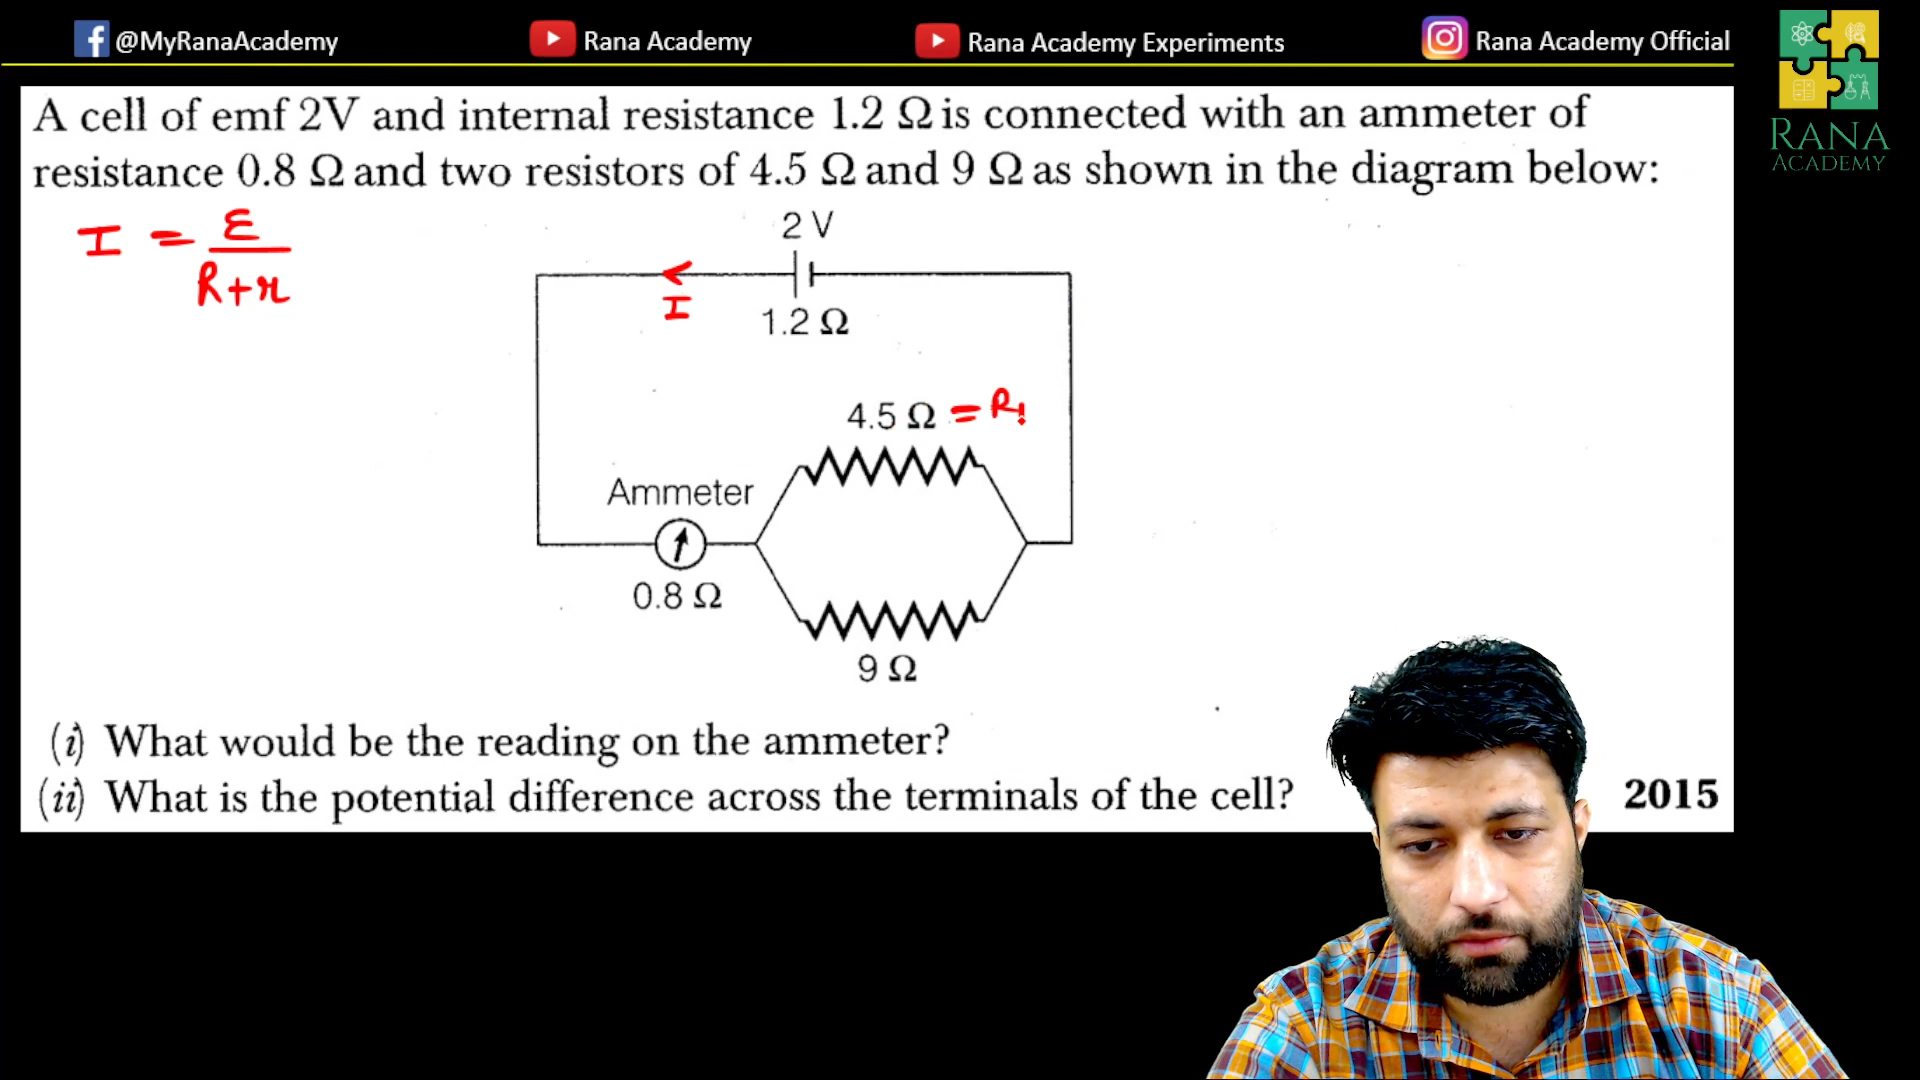 @MyRanaAcademy
Rana Academy
Rana Academy Experiments
Rana Academy Official
RANA
ACADEMY
A cell of emf 2V and internal resistance 1.2 Ω is connected with an ammeter of
resistance 0.8 Ω and two resistors of 4.5 Ω and 9 Ω as shown in the diagram below:
I = ε
R+r
2 V
I
1.2 Ω
4.5 Ω = R1
Ammeter
0.8 Ω
9 Ω
(i) What would be the reading on the ammeter?
(ii) What is the potential difference across the terminals of the cell?
2015